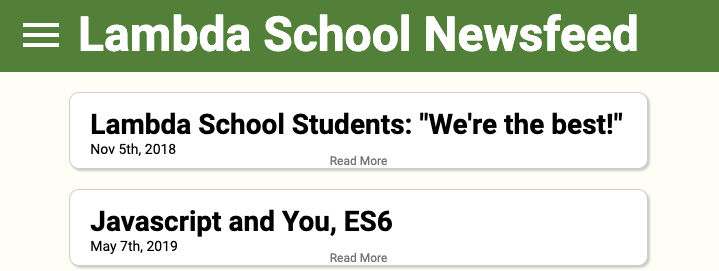 Lambda School Newsfeed
Lambda School Students: "We're the best!"
Nov 5th, 2018
Read More
Javascript and You, ES6
May 7th, 2019
Read More